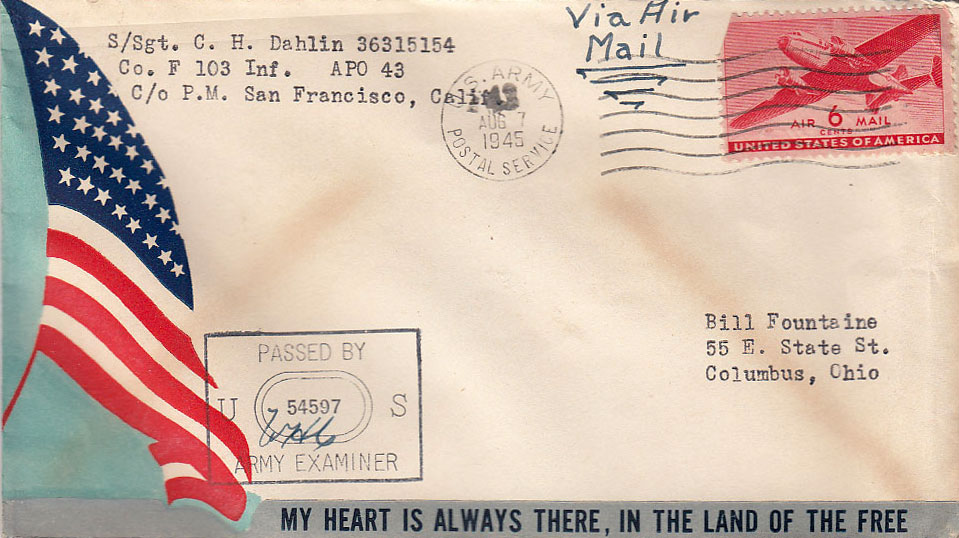 S/Sgt. C. H. Dahlin 36315154
Co. F 103 Inf. APO 43
C/o P.M. San Francisco, Calif.
U.S. ARMY
AUG 7
1945
POSTAL SERVICE
Via Air
Mail
AIR 6 MAIL
CENTS
UNITED STATES OF AMERICA
Bill Fountaine
55 E. State St.
Columbus, Ohio
PASSED BY
U 54597 S
ARMY EXAMINER
MY HEART IS ALWAYS THERE, IN THE LAND OF THE FREE